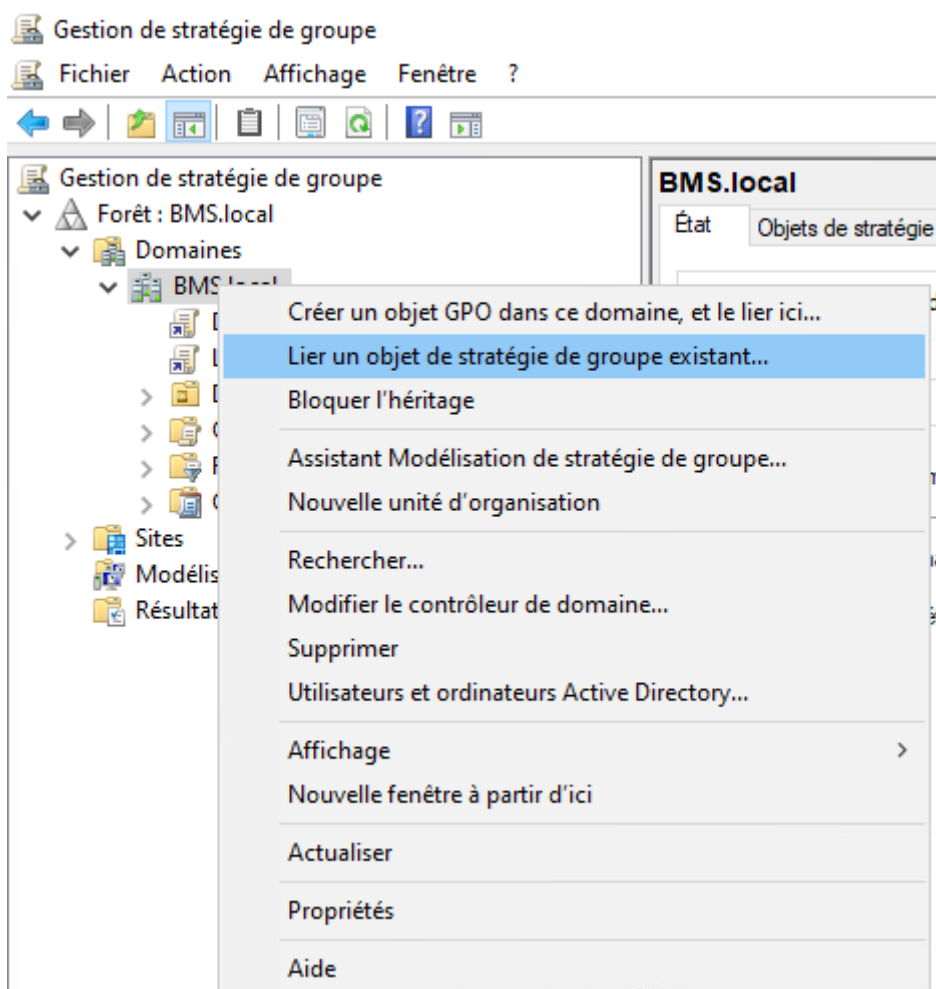 Gestion de stratégie de groupe
Fichier Action Affichage Fenêtre ?
Gestion de stratégie de groupe
Forêt : BMS.local
Domaines
BMS.local
Sites
Modélis
Résultat
BMS.local
État
Objets de stratégie
Créer un objet GPO dans ce domaine, et le lier ici...
Lier un objet de stratégie de groupe existant...
Bloquer l'héritage
Assistant Modélisation de stratégie de groupe...
Nouvelle unité d'organisation
Rechercher...
Modifier le contrôleur de domaine...
Supprimer
Utilisateurs et ordinateurs Active Directory...
Affichage
Nouvelle fenêtre à partir d'ici
Actualiser
Propriétés
Aide